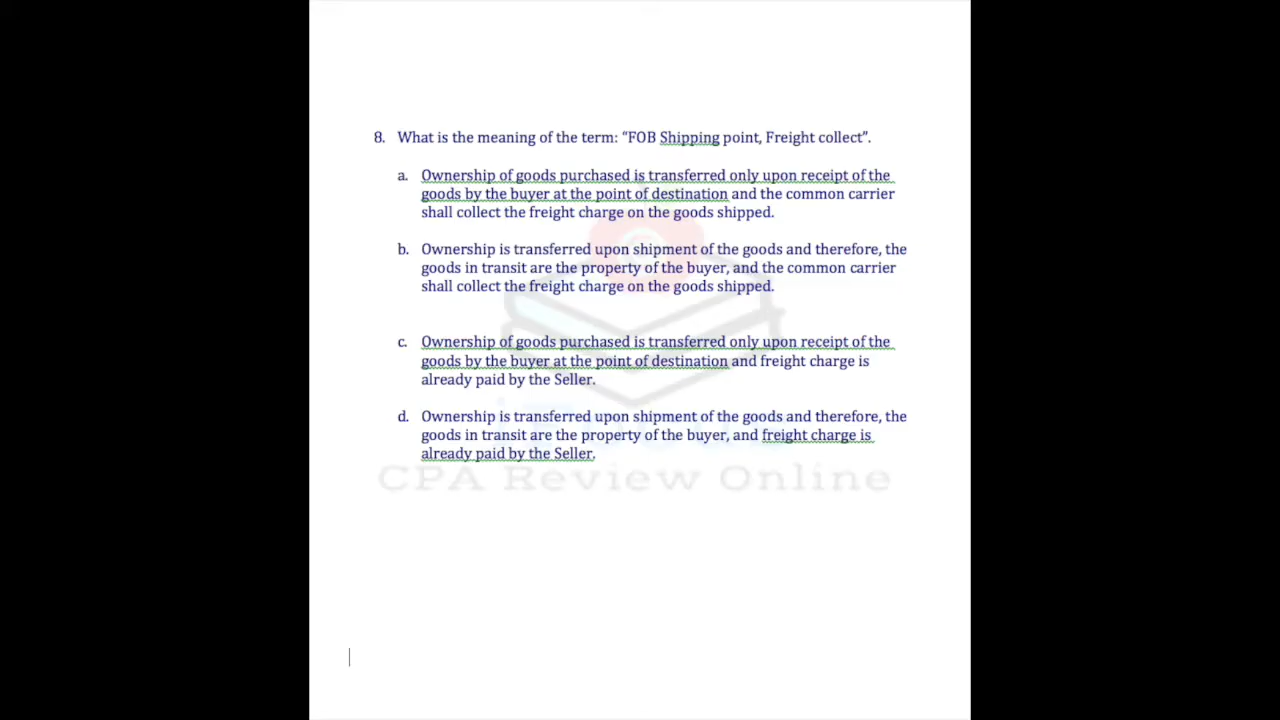 8. What is the meaning of the term: “FOB Shipping point, Freight collect”.
a. Ownership of goods purchased is transferred only upon receipt of the
goods by the buyer at the point of destination and the common carrier
shall collect the freight charge on the goods shipped.
b. Ownership is transferred upon shipment of the goods and therefore, the
goods in transit are the property of the buyer, and the common carrier
shall collect the freight charge on the goods shipped.
c. Ownership of goods purchased is transferred only upon receipt of the
goods by the buyer at the point of destination and freight charge is
already paid by the Seller.
d. Ownership is transferred upon shipment of the goods and therefore, the
goods in transit are the property of the buyer, and freight charge is
already paid by the Seller.
CPA Review Online